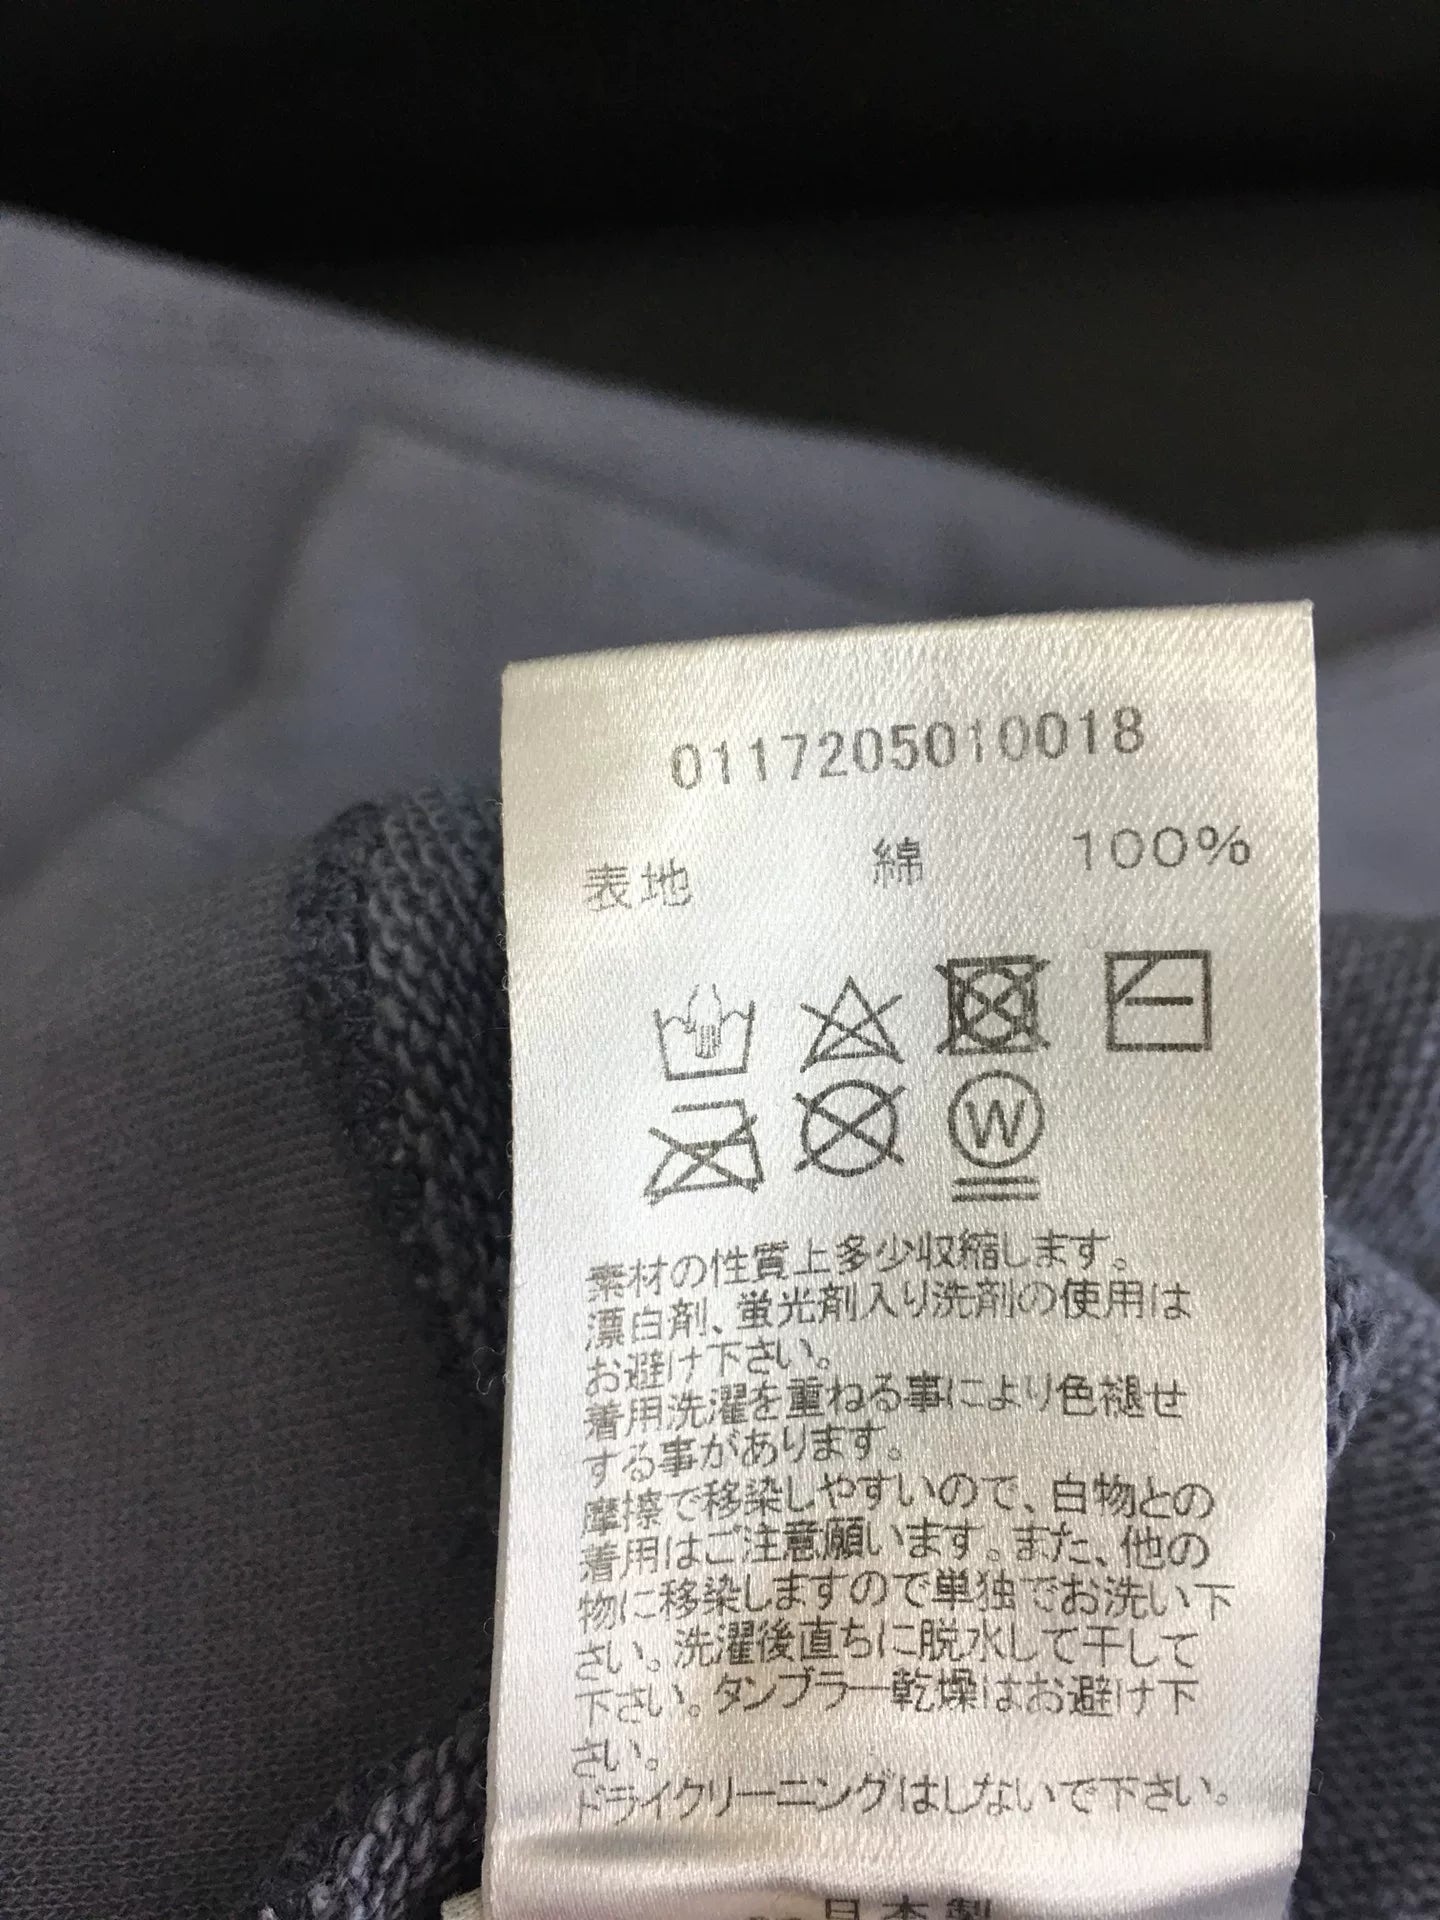 0117205010018
表地 綿 100%
W
素材の性質上多少収縮します。
漂白剤、蛍光剤入り洗剤の使用は
お避け下さい。
着用洗濯を重ねる事により色褪せ
する事があります。
摩擦で移染しやすいので、白物との
着用はご注意願います。また、他の
物に移染しますので単独でお洗い下
さい。洗濯後直ちに脱水して干して
下さい。タンブラー乾燥はお避け下
さい。
ドライクリーニングはしないで下さい。
日本製